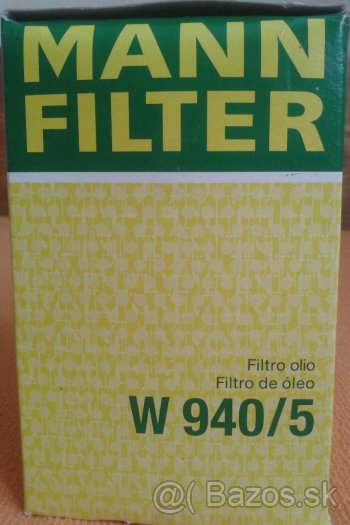 MANN
FILTER
Filtro olio
Filtro de óleo
W 940/5
@( Bazos.sk